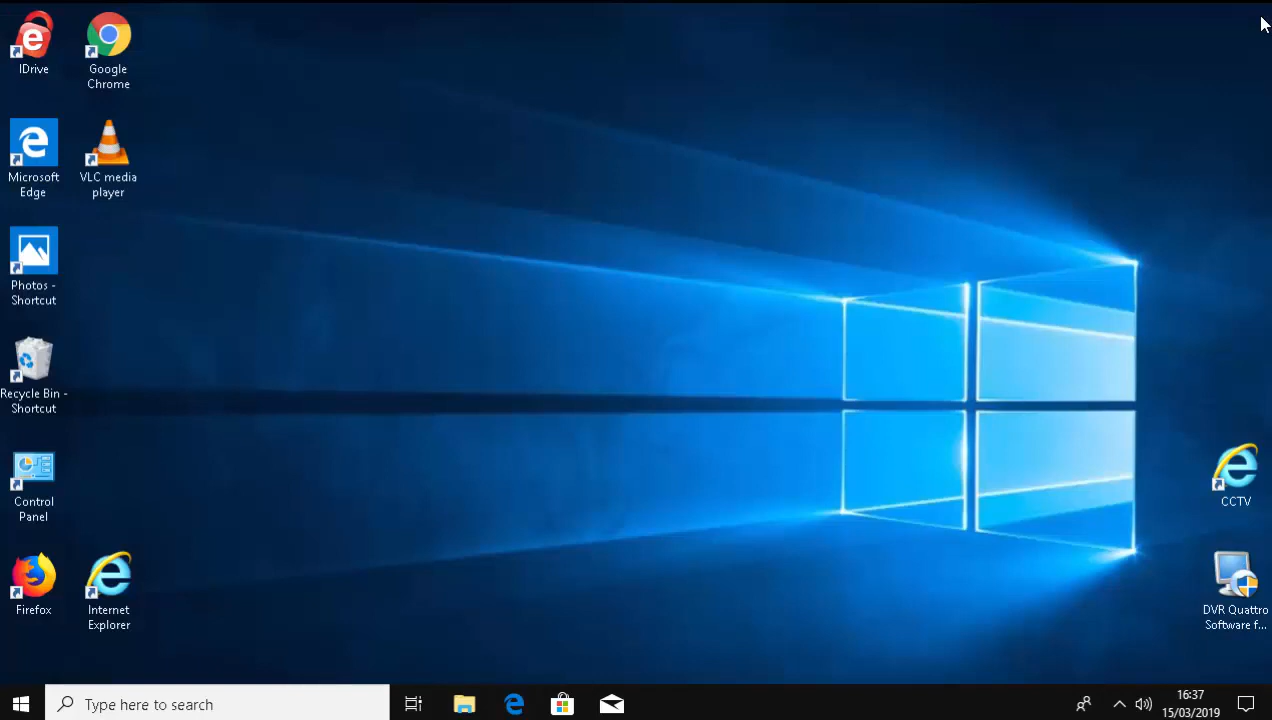 IDrive
Google
Chrome
Microsoft
Edge
VLC media
player
Photos -
Shortcut
Recycle Bin -
Shortcut
Control
Panel
Firefox
Internet
Explorer
CCTV
DVR Quattro
Software f...
Type here to search
16:37
15/03/2019